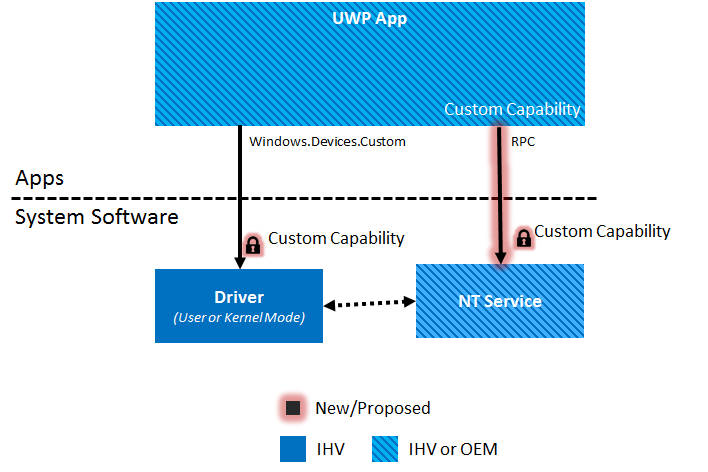 UWP App
Custom Capability
Windows.Devices.Custom
RPC
Apps
System Software
Custom Capability
Custom Capability
Driver
(User or Kernel Mode)
NT Service
New/Proposed
IHV
IHV or OEM